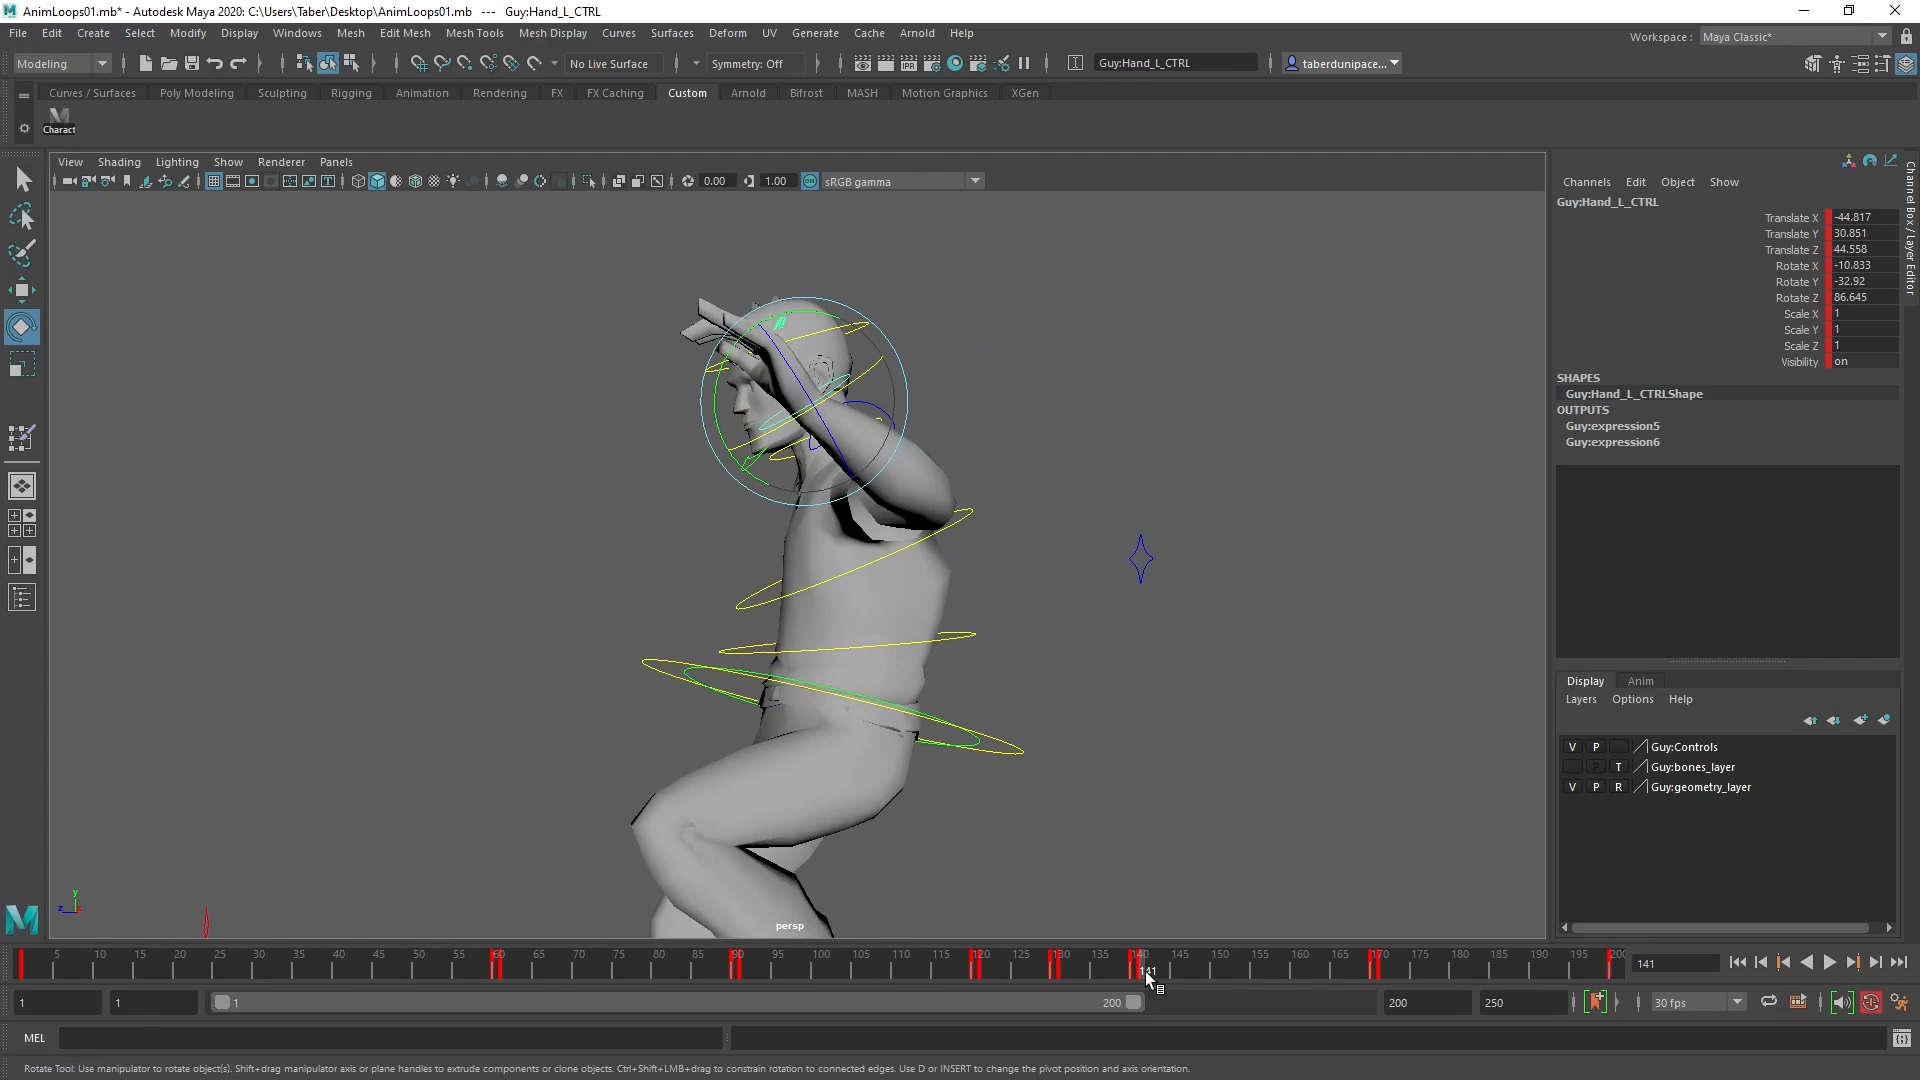 AnimLoops01.mb* - Autodesk Maya 2020: C:\Users\Taber\Desktop\AnimLoops01.mb   ---   Guy:Hand_L_CTRL
File Edit Create Select Modify Display Windows Mesh Edit Mesh Mesh Tools Mesh Display Curves Surfaces Deform UV Generate Cache Arnold Help
Workspace : Maya Classic*
Modeling No Live Surface Symmetry: Off IPR Guy:Hand_L_CTRL taberdunipace...
Curves / Surfaces Poly Modeling Sculpting Rigging Animation Rendering FX FX Caching Custom Arnold Bifrost MASH Motion Graphics XGen
Charact
View Shading Lighting Show Renderer Panels
0.00 1.00 ON sRGB gamma
persp
y
z
Channels Edit Object Show
Guy:Hand_L_CTRL
Translate X -44.817
Translate Y 30.851
Translate Z 44.558
Rotate X -10.833
Rotate Y -32.92
Rotate Z 86.645
Scale X 1
Scale Y 1
Scale Z 1
Visibility on
SHAPES
Guy:Hand_L_CTRLShape
OUTPUTS
Guy:expression5
Guy:expression6
Channel Box / Layer Editor
Display Anim
Layers Options Help
V P Guy:Controls
P T Guy:bones_layer
V P R Guy:geometry_layer
5 10 15 20 25 30 35 40 45 50 55 60 65 70 75 80 85 90 95 100 105 110 115 120 125 130 135 140 145 150 155 160 165 170 175 180 185 190 195 200
141
141
1 1 1 200 200 250 30 fps
MEL
Rotate Tool: Use manipulator to rotate object(s). Shift+drag manipulator axis or plane handles to extrude components or clone objects. Ctrl+Shift+LMB+drag to constrain rotation to connected edges. Use D or INSERT to change the pivot position and axis orientation.